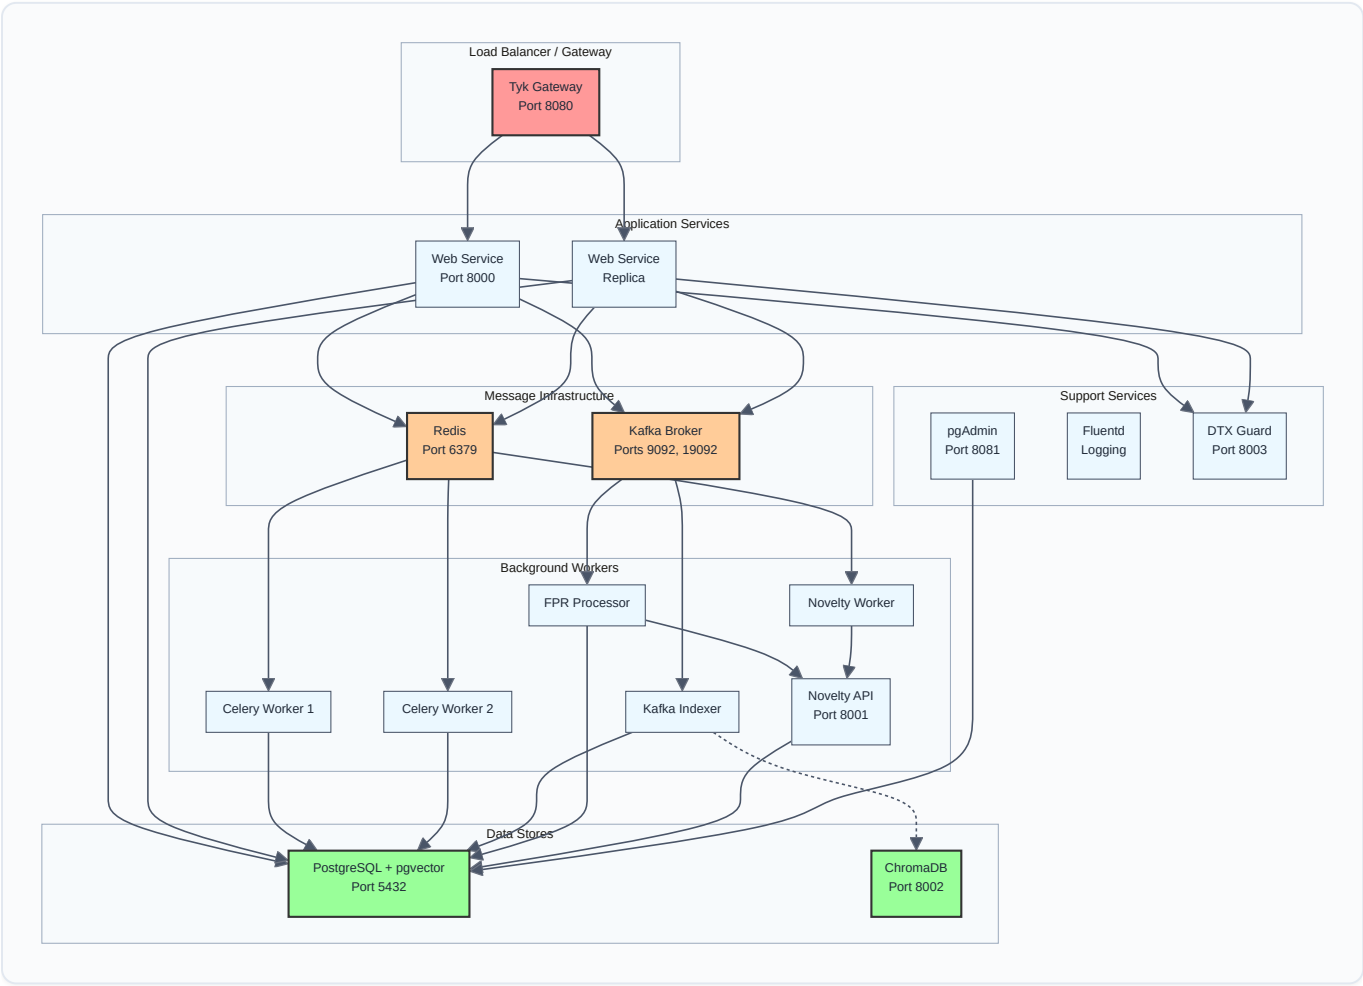 Load Balancer / Gateway
Tyk Gateway
Port 8080
Application Services
Web Service
Port 8000
Web Service
Replica
Message Infrastructure
Redis
Port 6379
Kafka Broker
Ports 9092, 19092
Support Services
pgAdmin
Port 8081
Fluentd
Logging
DTX Guard
Port 8003
Background Workers
FPR Processor
Novelty Worker
Celery Worker 1
Celery Worker 2
Kafka Indexer
Novelty API
Port 8001
Data Stores
PostgreSQL + pgvector
Port 5432
ChromaDB
Port 8002